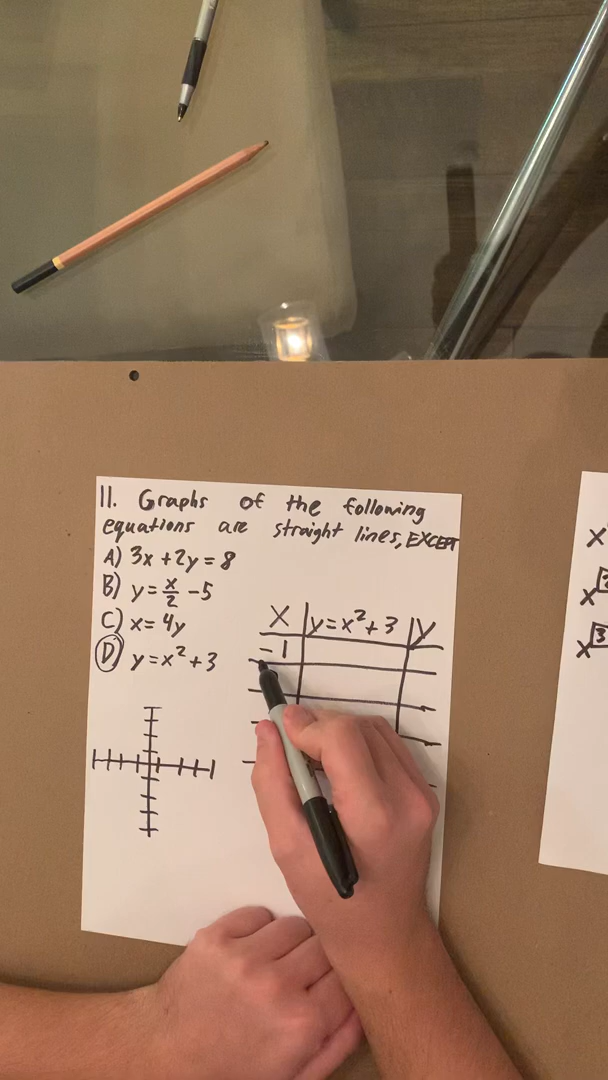 11. Graphs of the following
equations are straight lines, EXCEPT
A) 3x + 2y = 8
B) y = x/2 - 5
C) x = 4y
D) y = x² + 3
X y = x² + 3 y
-1
x
x
x 3